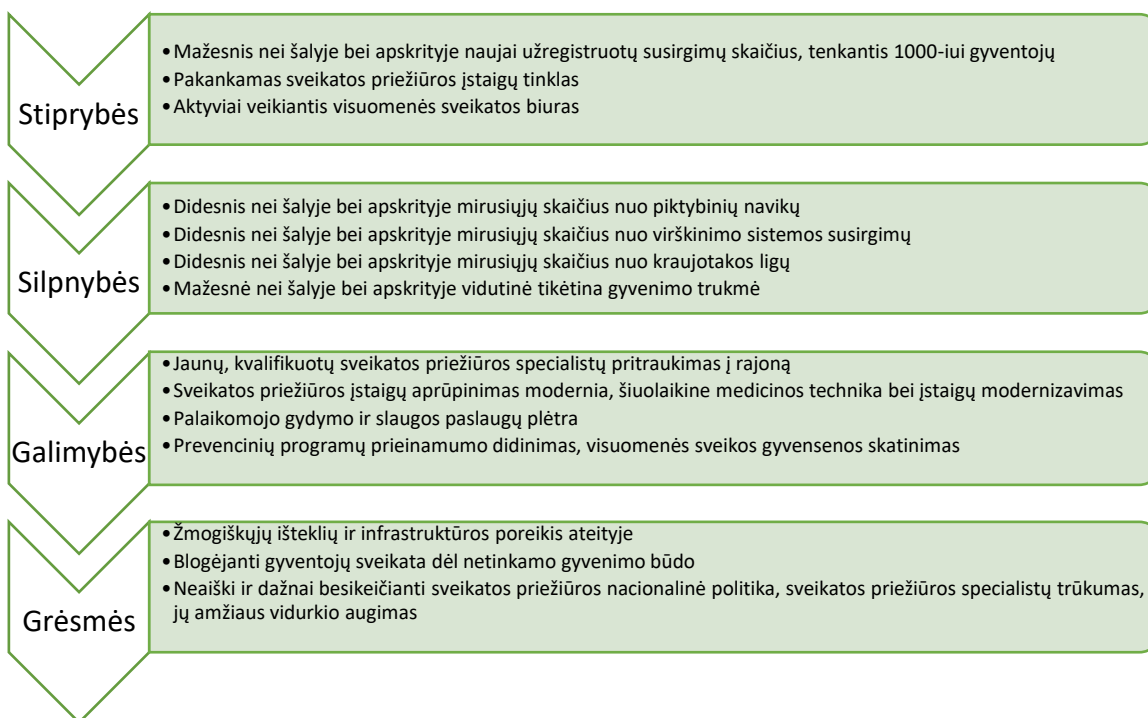 Stiprybės
•Mažesnis nei šalyje bei apskrityje naujai užregistruotų susirgimų skaičius, tenkantis 1000-iui gyventojų
•Pakankamas sveikatos priežiūros įstaigų tinklas
•Aktyviai veikiantis visuomenės sveikatos biuras
Silpnybės
•Didesnis nei šalyje bei apskrityje mirusiųjų skaičius nuo piktybinių navikų
•Didesnis nei šalyje bei apskrityje mirusiųjų skaičius nuo virškinimo sistemos susirgimų
•Didesnis nei šalyje bei apskrityje mirusiųjų skaičius nuo kraujotakos ligų
•Mažesnė nei šalyje bei apskrityje vidutinė tikėtina gyvenimo trukmė
Galimybės
•Jaunų, kvalifikuotų sveikatos priežiūros specialistų pritraukimas į rajoną
•Sveikatos priežiūros įstaigų aprūpinimas modernia, šiuolaikine medicinos technika bei įstaigų modernizavimas
•Palaikomojo gydymo ir slaugos paslaugų plėtra
•Prevencinių programų prieinamumo didinimas, visuomenės sveikos gyvensenos skatinimas
Grėsmės
•Žmogiškųjų išteklių ir infrastruktūros poreikis ateityje
•Blogėjanti gyventojų sveikata dėl netinkamo gyvenimo būdo
•Neaiški ir dažnai besikeičianti sveikatos priežiūros nacionalinė politika, sveikatos priežiūros specialistų trūkumas,
jų amžiaus vidurkio augimas